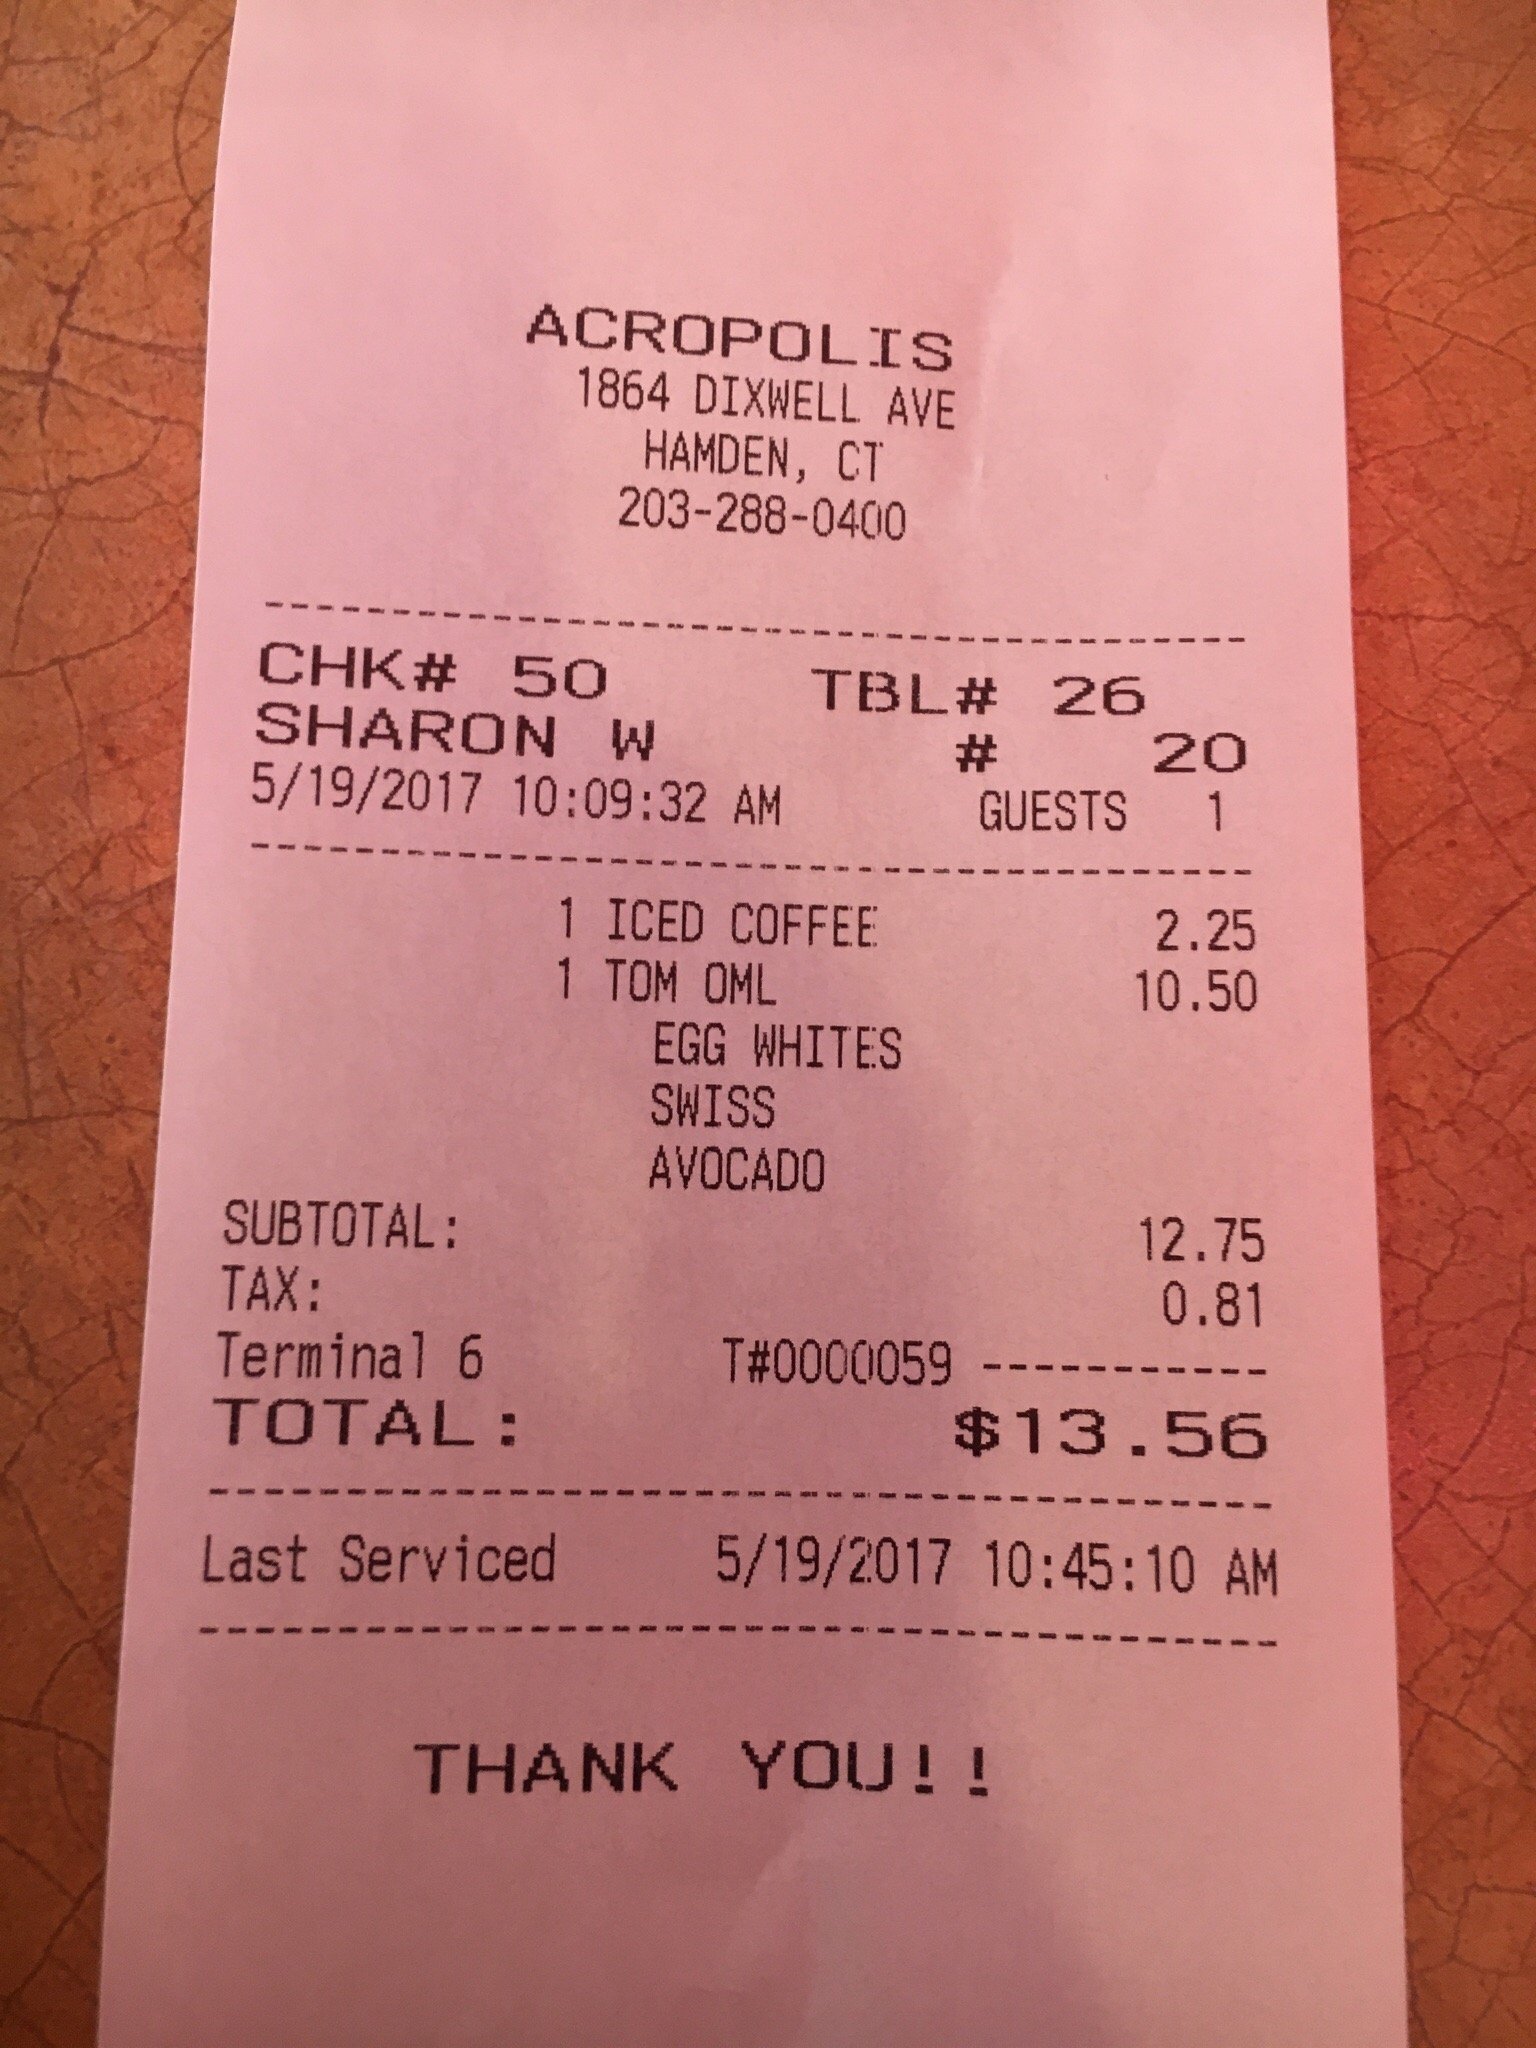 ACROPOLIS
1864 DIXWELL AVE
HAMDEN, CT
203-288-0400
CHK# 50 TBL# 26
SHARON W # 20
5/19/2017 10:09:32 AM GUESTS 1
1 ICED COFFEE 2.25
1 TOM OML 10.50
EGG WHITES
SWISS
AVOCADO
SUBTOTAL: 12.75
TAX: 0.81
Terminal 6 T#0000059 -----------
TOTAL: $13.56
Last Serviced 5/19/2017 10:45:10 AM
THANK YOU!!